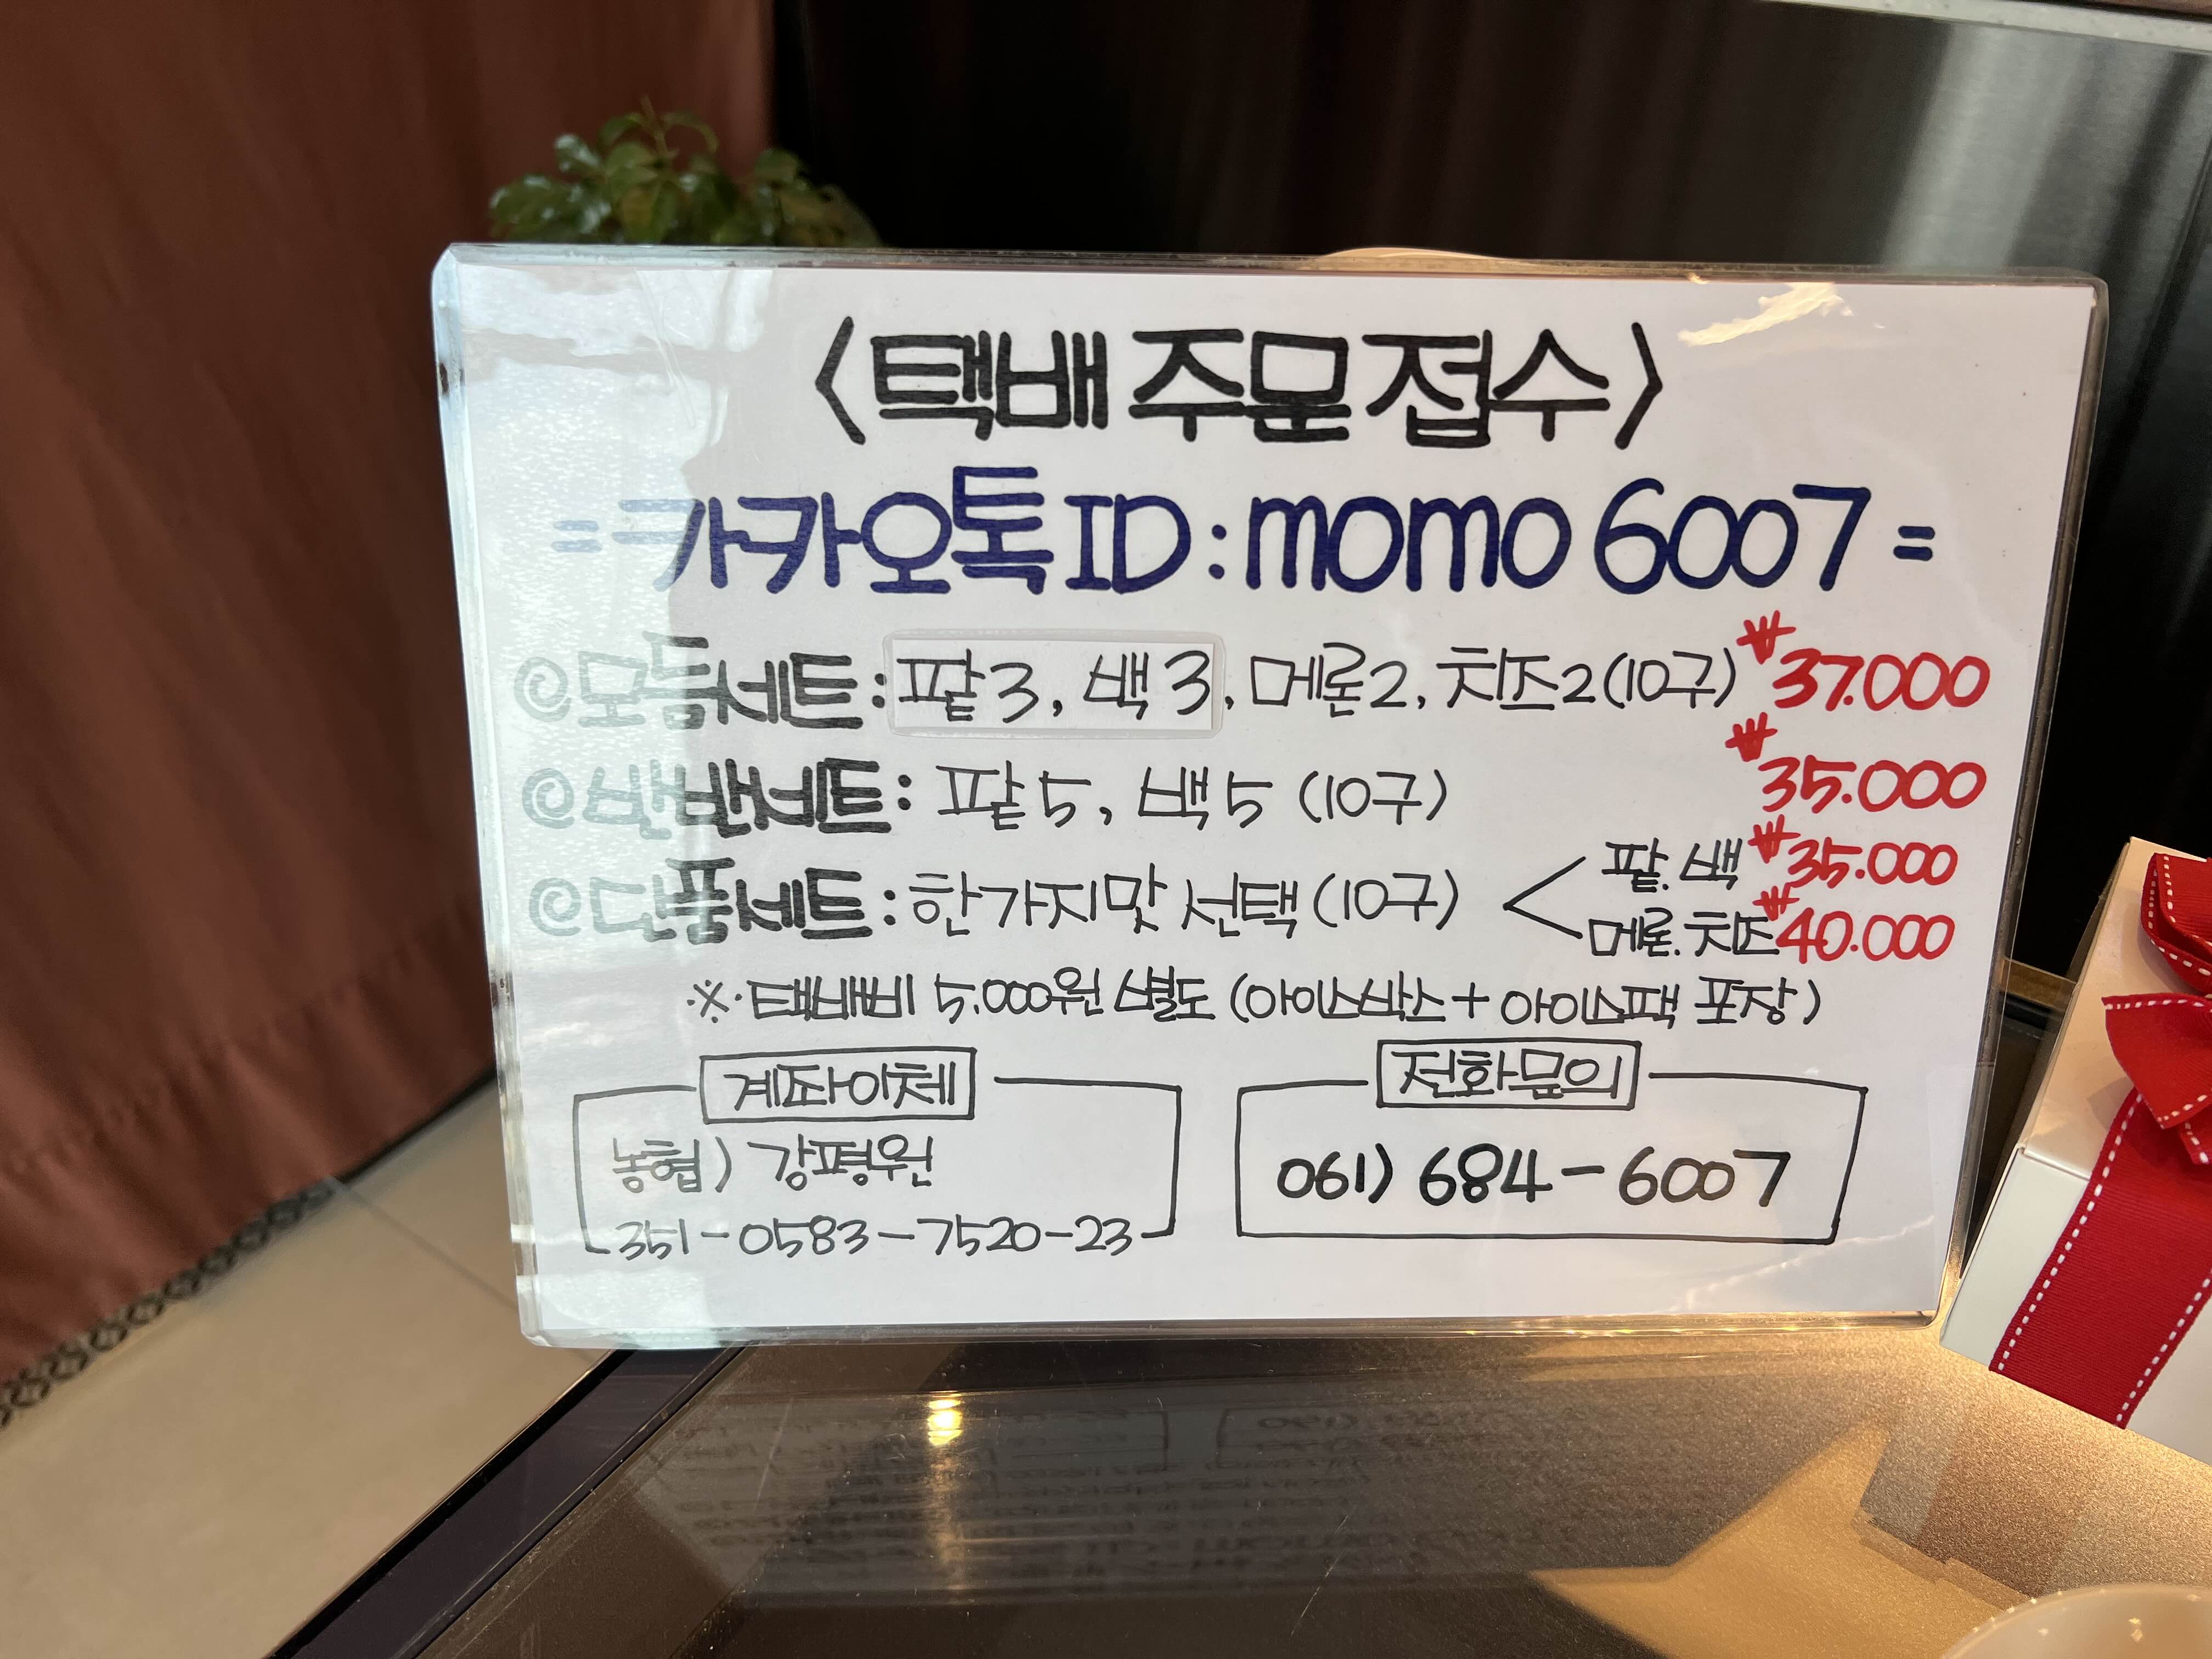 <택배 주문 접수>
=카카오톡 ID : momo 6007 =
@모듬세트 : 팥3, 백3, 메론2, 치즈2 (10구) ₩37.000
@반반세트 : 팥5, 백5 (10구) ₩35.000
@단품세트 : 한가지맛 선택 (10구) < 팥.백 ₩35.000
메론.치즈 ₩40.000
※ 택배비 5.000원 별도 (아이스박스+아이스팩 포장)
계좌이체
농협) 강평원
351-0583-7520-23
전화문의
061) 684-6007